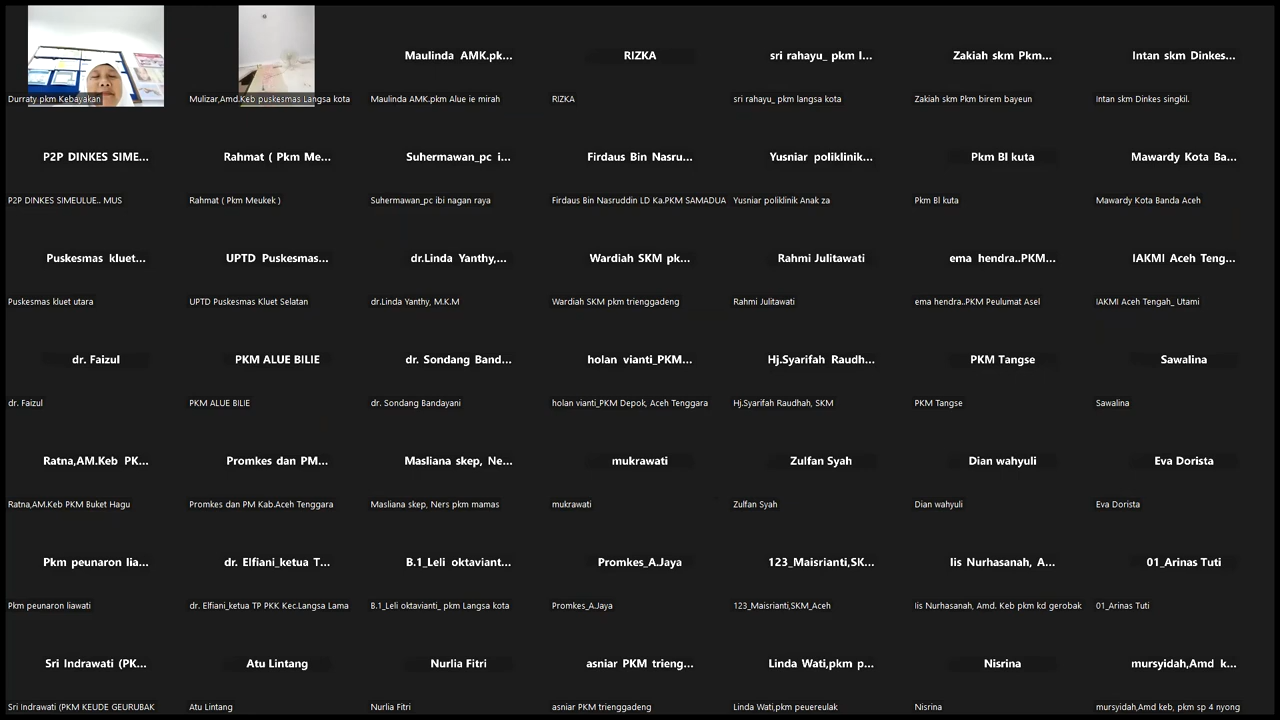 Durraty pkm Kebayakan
Mulizar,Amd.Keb puskesmas Langsa kota
Maulinda AMK.pk...
Maulinda AMK.pkm Alue ie mirah
RIZKA
RIZKA
sri rahayu_ pkm l...
sri rahayu_ pkm langsa kota
Zakiah skm Pkm...
Zakiah skm Pkm birem bayeun
Intan skm Dinkes...
Intan skm Dinkes singkil.
P2P DINKES SIME...
P2P DINKES SIMEULUE.. MUS
Rahmat ( Pkm Me...
Rahmat ( Pkm Meukek )
Suhermawan_pc i...
Suhermawan_pc ibi nagan raya
Firdaus Bin Nasru...
Firdaus Bin Nasruddin LD Ka.PKM SAMADUA
Yusniar poliklinik...
Yusniar poliklinik Anak za
Pkm Bl kuta
Pkm Bl kuta
Mawardy Kota Ba...
Mawardy Kota Banda Aceh
Puskesmas kluet...
Puskesmas kluet utara
UPTD Puskesmas...
UPTD Puskesmas Kluet Selatan
dr.Linda Yanthy,...
dr.Linda Yanthy, M.K.M
Wardiah SKM pk...
Wardiah SKM pkm trienggadeng
Rahmi Julitawati
Rahmi Julitawati
ema hendra..PKM...
ema hendra..PKM Peulumat Asel
IAKMI Aceh Teng...
IAKMI Aceh Tengah_ Utami
dr. Faizul
dr. Faizul
PKM ALUE BILIE
PKM ALUE BILIE
dr. Sondang Band...
dr. Sondang Bandayani
holan vianti_PKM...
holan vianti_PKM Depok, Aceh Tenggara
Hj.Syarifah Raudh...
Hj.Syarifah Raudhah, SKM
PKM Tangse
PKM Tangse
Sawalina
Sawalina
Ratna,AM.Keb PK...
Ratna,AM.Keb PKM Buket Hagu
Promkes dan PM...
Promkes dan PM Kab.Aceh Tenggara
Masliana skep, Ne...
Masliana skep, Ners pkm mamas
mukrawati
mukrawati
Zulfan Syah
Zulfan Syah
Dian wahyuli
Dian wahyuli
Eva Dorista
Eva Dorista
Pkm peunaron lia...
Pkm peunaron liawati
dr. Elfiani_ketua T...
dr. Elfiani_ketua TP PKK Kec.Langsa Lama
B.1_Leli oktaviant...
B.1_Leli oktavianti_ pkm Langsa kota
Promkes_A.Jaya
Promkes_A.Jaya
123_Maisrianti,SK...
123_Maisrianti,SKM_Aceh
Iis Nurhasanah, A...
Iis Nurhasanah, Amd. Keb pkm kd gerobak
01_Arinas Tuti
01_Arinas Tuti
Sri Indrawati (PK...
Sri Indrawati (PKM KEUDE GEURUBAK
Atu Lintang
Atu Lintang
Nurlia Fitri
Nurlia Fitri
asniar PKM trieng...
asniar PKM trienggadeng
Linda Wati,pkm p...
Linda Wati,pkm peuereulak
Nisrina
Nisrina
mursyidah,Amd k...
mursyidah,Amd keb, pkm sp 4 nyong